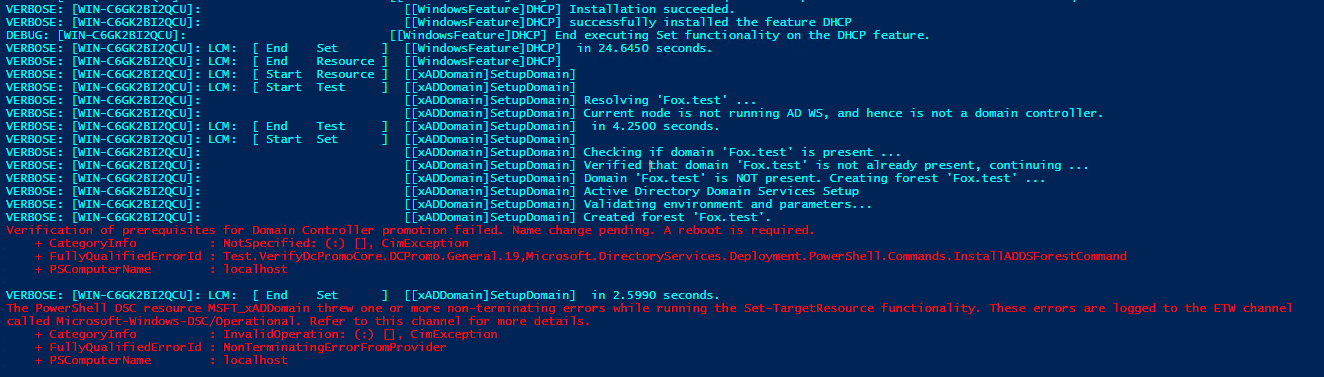 VERBOSE: [WIN-C6GK2BI2QCU]: [[WindowsFeature]DHCP] Installation succeeded.
VERBOSE: [WIN-C6GK2BI2QCU]: [[WindowsFeature]DHCP] successfully installed the feature DHCP
DEBUG: [WIN-C6GK2BI2QCU]: [[WindowsFeature]DHCP] End executing Set functionality on the DHCP feature.
VERBOSE: [WIN-C6GK2BI2QCU]: LCM: [ End Set ] [[WindowsFeature]DHCP] in 24.6450 seconds.
VERBOSE: [WIN-C6GK2BI2QCU]: LCM: [ End Resource ] [[WindowsFeature]DHCP]
VERBOSE: [WIN-C6GK2BI2QCU]: LCM: [ Start Resource ] [[xADDomain]SetupDomain]
VERBOSE: [WIN-C6GK2BI2QCU]: LCM: [ Start Test ] [[xADDomain]SetupDomain]
VERBOSE: [WIN-C6GK2BI2QCU]: [[xADDomain]SetupDomain] Resolving 'Fox.test' ...
VERBOSE: [WIN-C6GK2BI2QCU]: [[xADDomain]SetupDomain] Current node is not running AD WS, and hence is not a domain controller.
VERBOSE: [WIN-C6GK2BI2QCU]: LCM: [ End Test ] [[xADDomain]SetupDomain] in 4.2500 seconds.
VERBOSE: [WIN-C6GK2BI2QCU]: LCM: [ Start Set ] [[xADDomain]SetupDomain]
VERBOSE: [WIN-C6GK2BI2QCU]: [[xADDomain]SetupDomain] Checking if domain 'Fox.test' is present ...
VERBOSE: [WIN-C6GK2BI2QCU]: [[xADDomain]SetupDomain] Verified that domain 'Fox.test' is not already present, continuing ...
VERBOSE: [WIN-C6GK2BI2QCU]: [[xADDomain]SetupDomain] Domain 'Fox.test' is NOT present. Creating forest 'Fox.test' ...
VERBOSE: [WIN-C6GK2BI2QCU]: [[xADDomain]SetupDomain] Active Directory Domain Services Setup
VERBOSE: [WIN-C6GK2BI2QCU]: [[xADDomain]SetupDomain] Validating environment and parameters...
VERBOSE: [WIN-C6GK2BI2QCU]: [[xADDomain]SetupDomain] Created forest 'Fox.test'.
Verification of prerequisites for Domain Controller promotion failed. Name change pending. A reboot is required.
+ CategoryInfo : NotSpecified: (:) [], CimException
+ FullyQualifiedErrorId : Test.VerifyDcPromoCore.DCPromo.General.19,Microsoft.DirectoryServices.Deployment.PowerShell.Commands.InstallADDSForestCommand
+ PSComputerName : localhost
VERBOSE: [WIN-C6GK2BI2QCU]: LCM: [ End Set ] [[xADDomain]SetupDomain] in 2.5990 seconds.
The PowerShell DSC resource MSFT_xADDomain threw one or more non-terminating errors while running the Set-TargetResource functionality. These errors are logged to the ETW channel
called Microsoft-Windows-DSC/Operational. Refer to this channel for more details.
+ CategoryInfo : InvalidOperation: (:) [], CimException
+ FullyQualifiedErrorId : NonTerminatingErrorFromProvider
+ PSComputerName : localhost